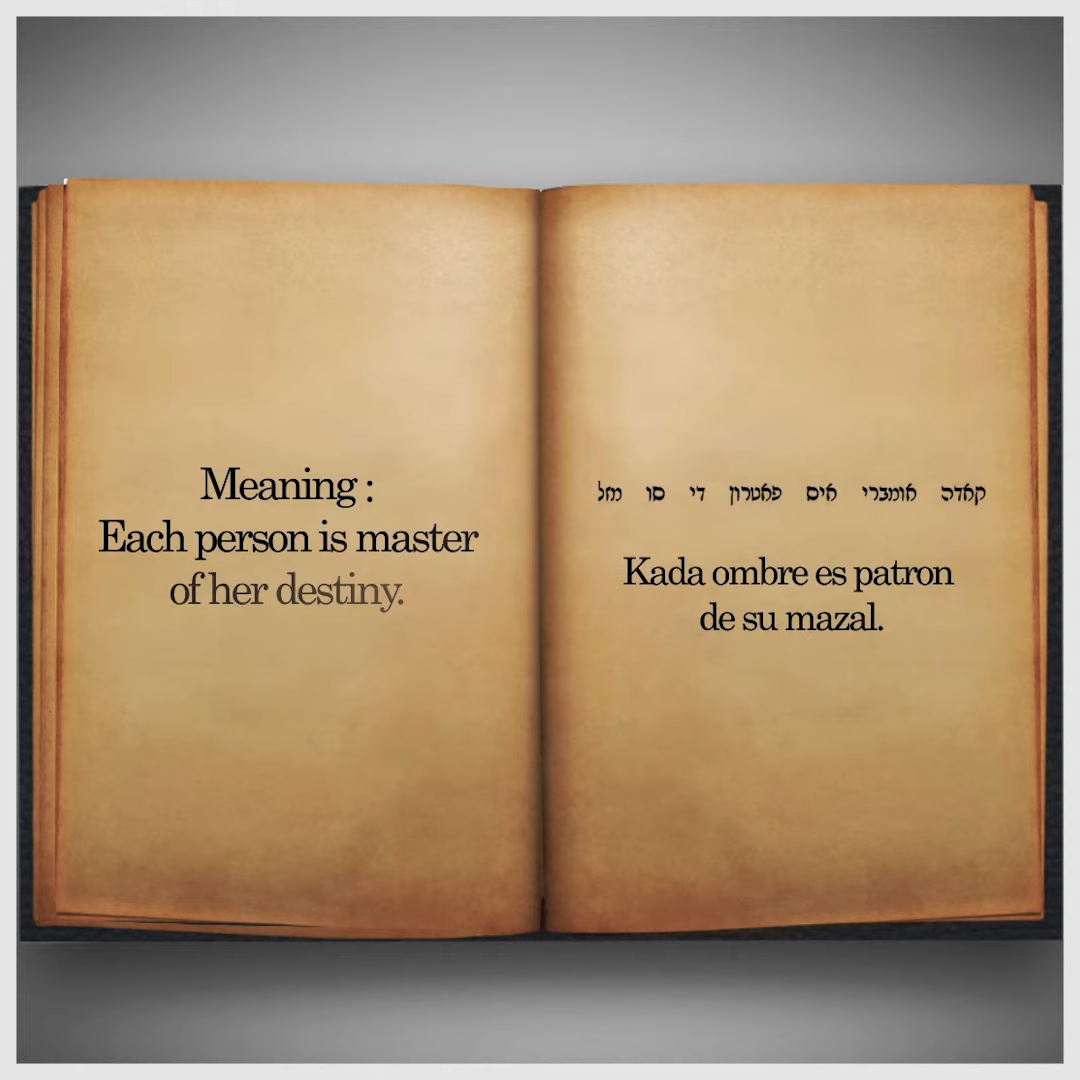 Meaning :
Each person is master
of her destiny.
קאדה אומברי איס פאטרון די סו מזל
Kada ombre es patron
de su mazal.